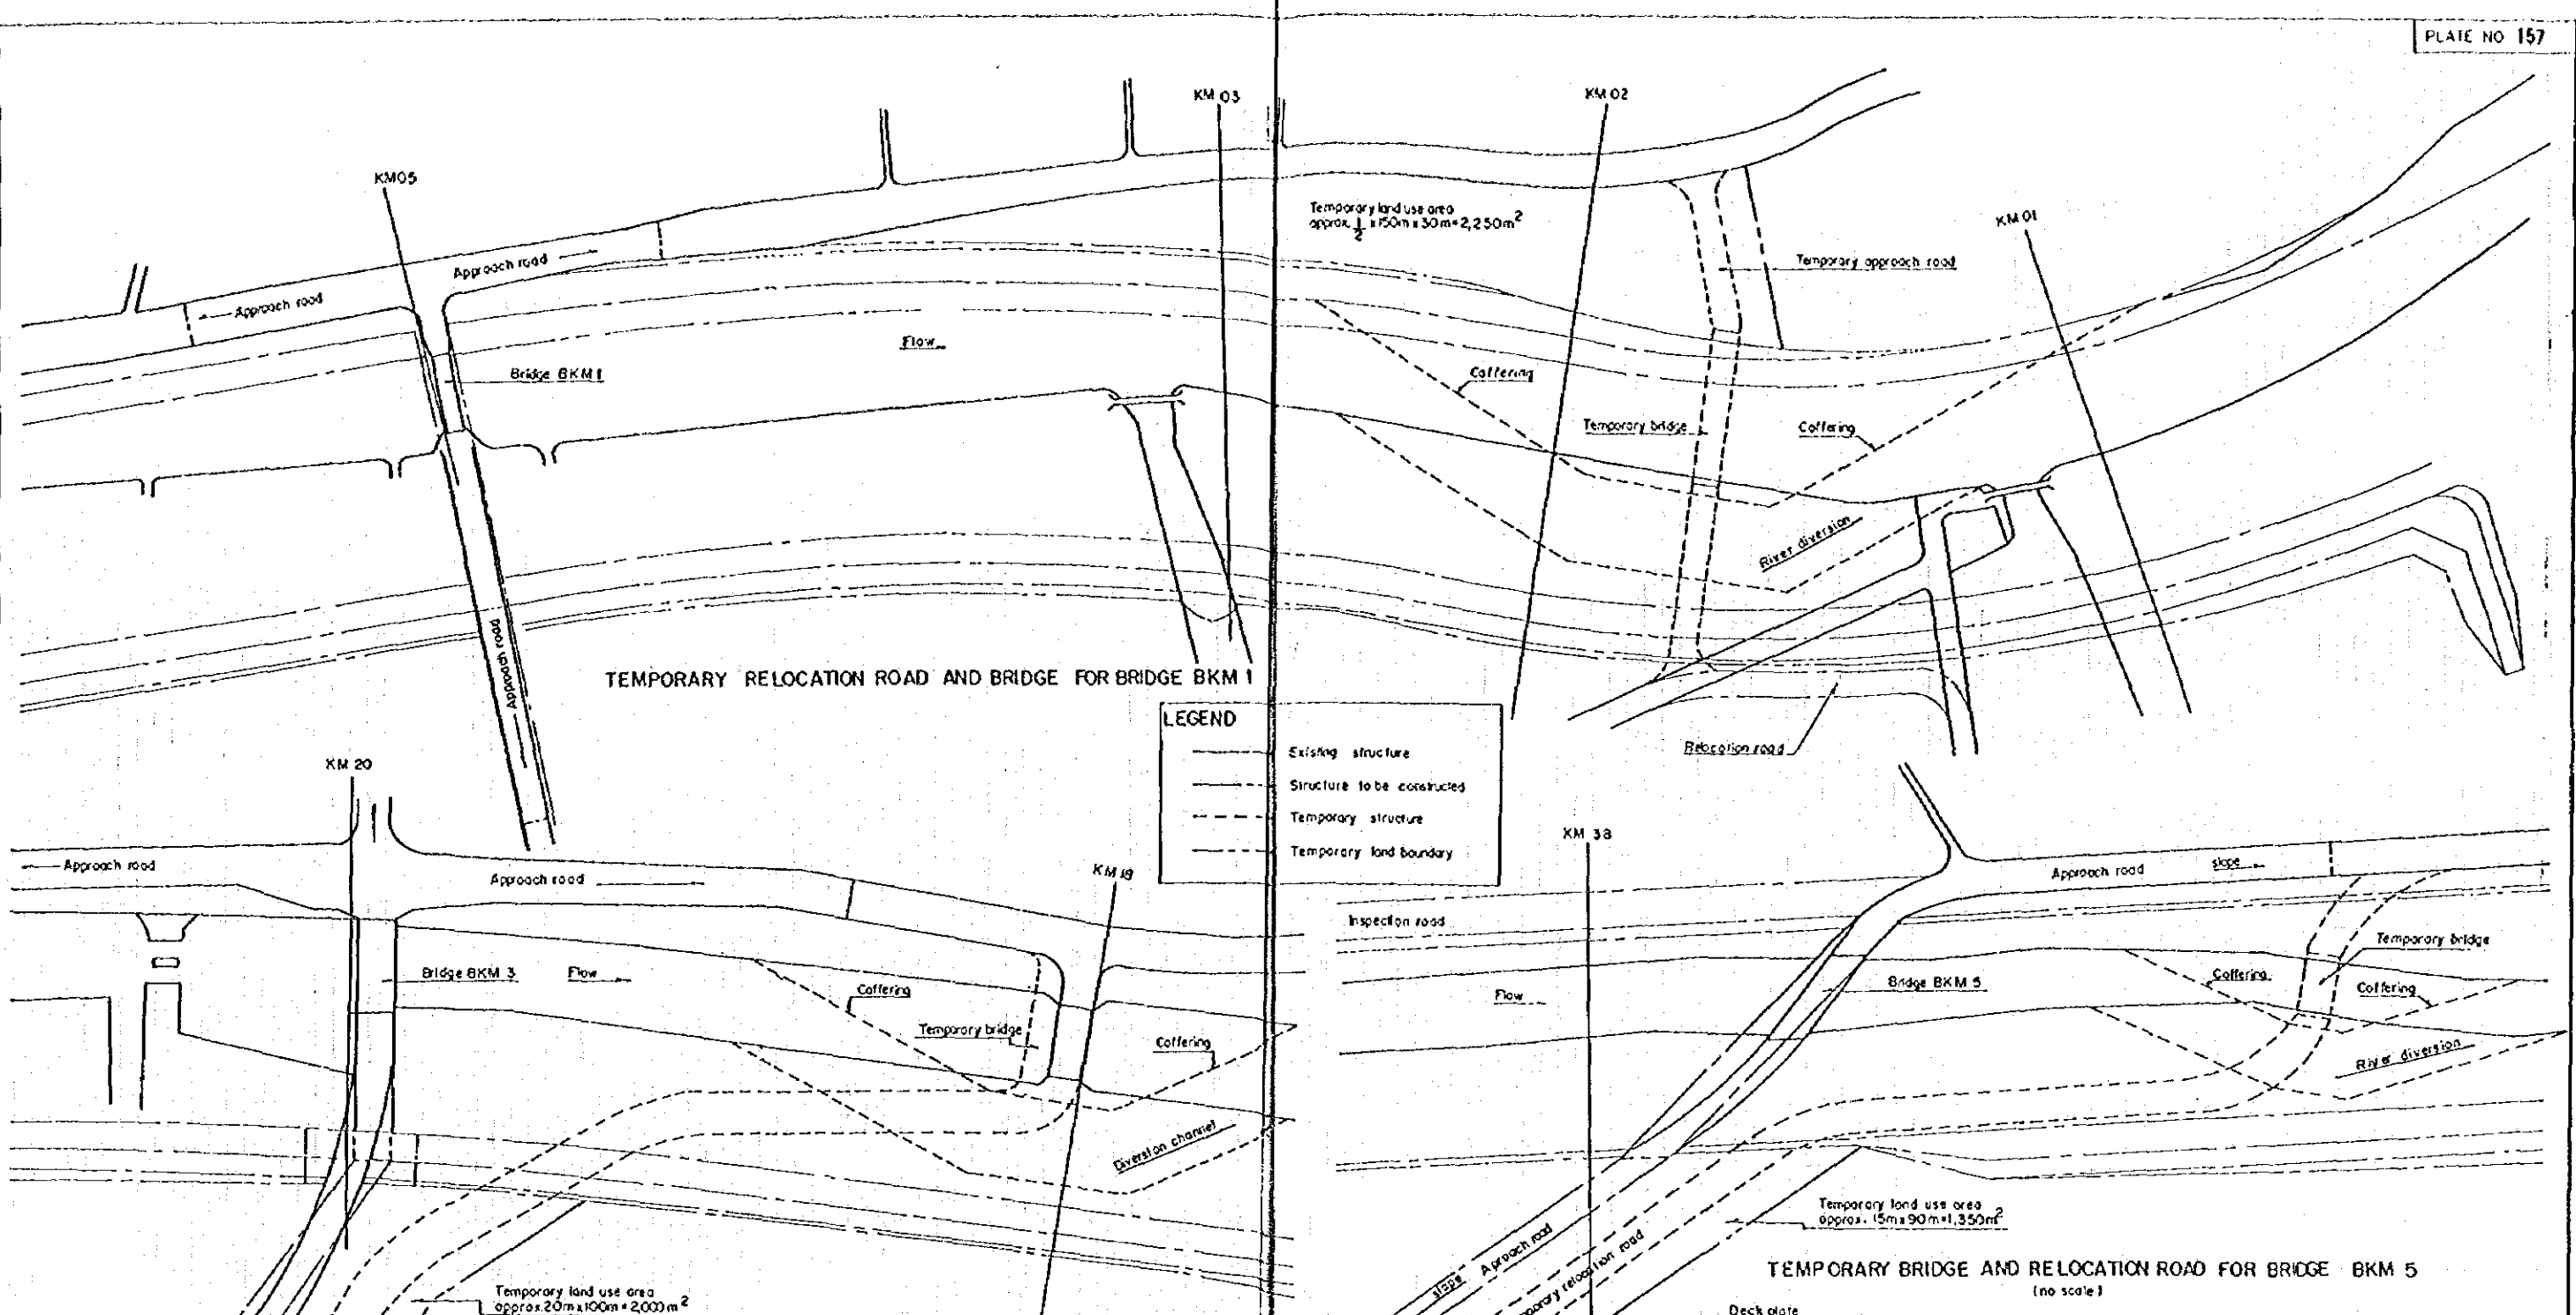 PLATE NO 157
KM 03
KM 02
KM05
KM 01
Temporary land use area
approx. 1/2 x150m x 30m=2,250m²
Approach road
Approach road
Temporary approach road
Flow
Bridge BKM 1
Coffering
Temporary bridge
Coffering
River diversion
Approach road
TEMPORARY RELOCATION ROAD AND BRIDGE FOR BRIDGE BKM 1
Relocation road
LEGEND
Existing structure
Structure to be constructed
Temporary structure
Temporary land boundary
KM 20
Approach road
Approach road
KM 19
Bridge BKM 3
Flow
Coffering
Temporary bridge
Coffering
Diversion channel
Temporary land use area
approx.20m x100m = 2,000m²
KM 38
Approach road
slope
Inspection road
Temporary bridge
Flow
Bridge BKM 5
Coffering
Coffering
River diversion
Temporary land use area
approx. 15m x 90m=1,350m²
slope
Aproach road
relocation road
TEMPORARY BRIDGE AND RELOCATION ROAD FOR BRIDGE BKM 5
(no scale)
Deck plate